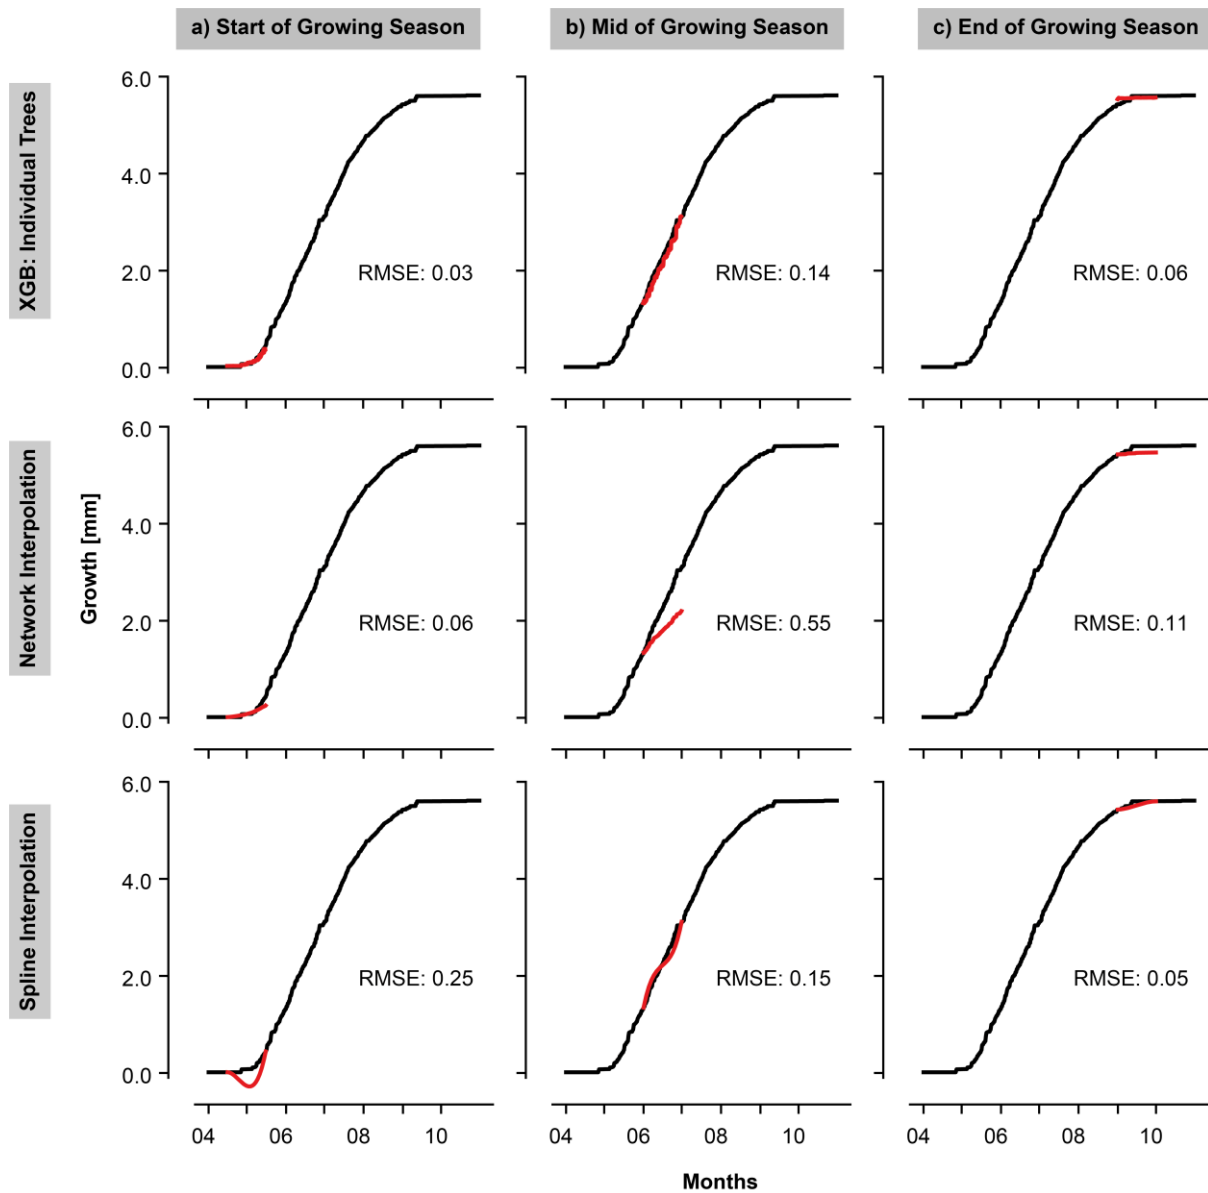 a) Start of Growing Season
b) Mid of Growing Season
c) End of Growing Season
XGB: Individual Trees
6.0
4.0
2.0
0.0
RMSE: 0.03
RMSE: 0.14
RMSE: 0.06
Network Interpolation
Growth [mm]
6.0
4.0
2.0
0.0
RMSE: 0.06
RMSE: 0.55
RMSE: 0.11
Spline Interpolation
6.0
4.0
2.0
0.0
RMSE: 0.25
RMSE: 0.15
RMSE: 0.05
04 06 08 10
04 06 08 10
04 06 08 10
Months